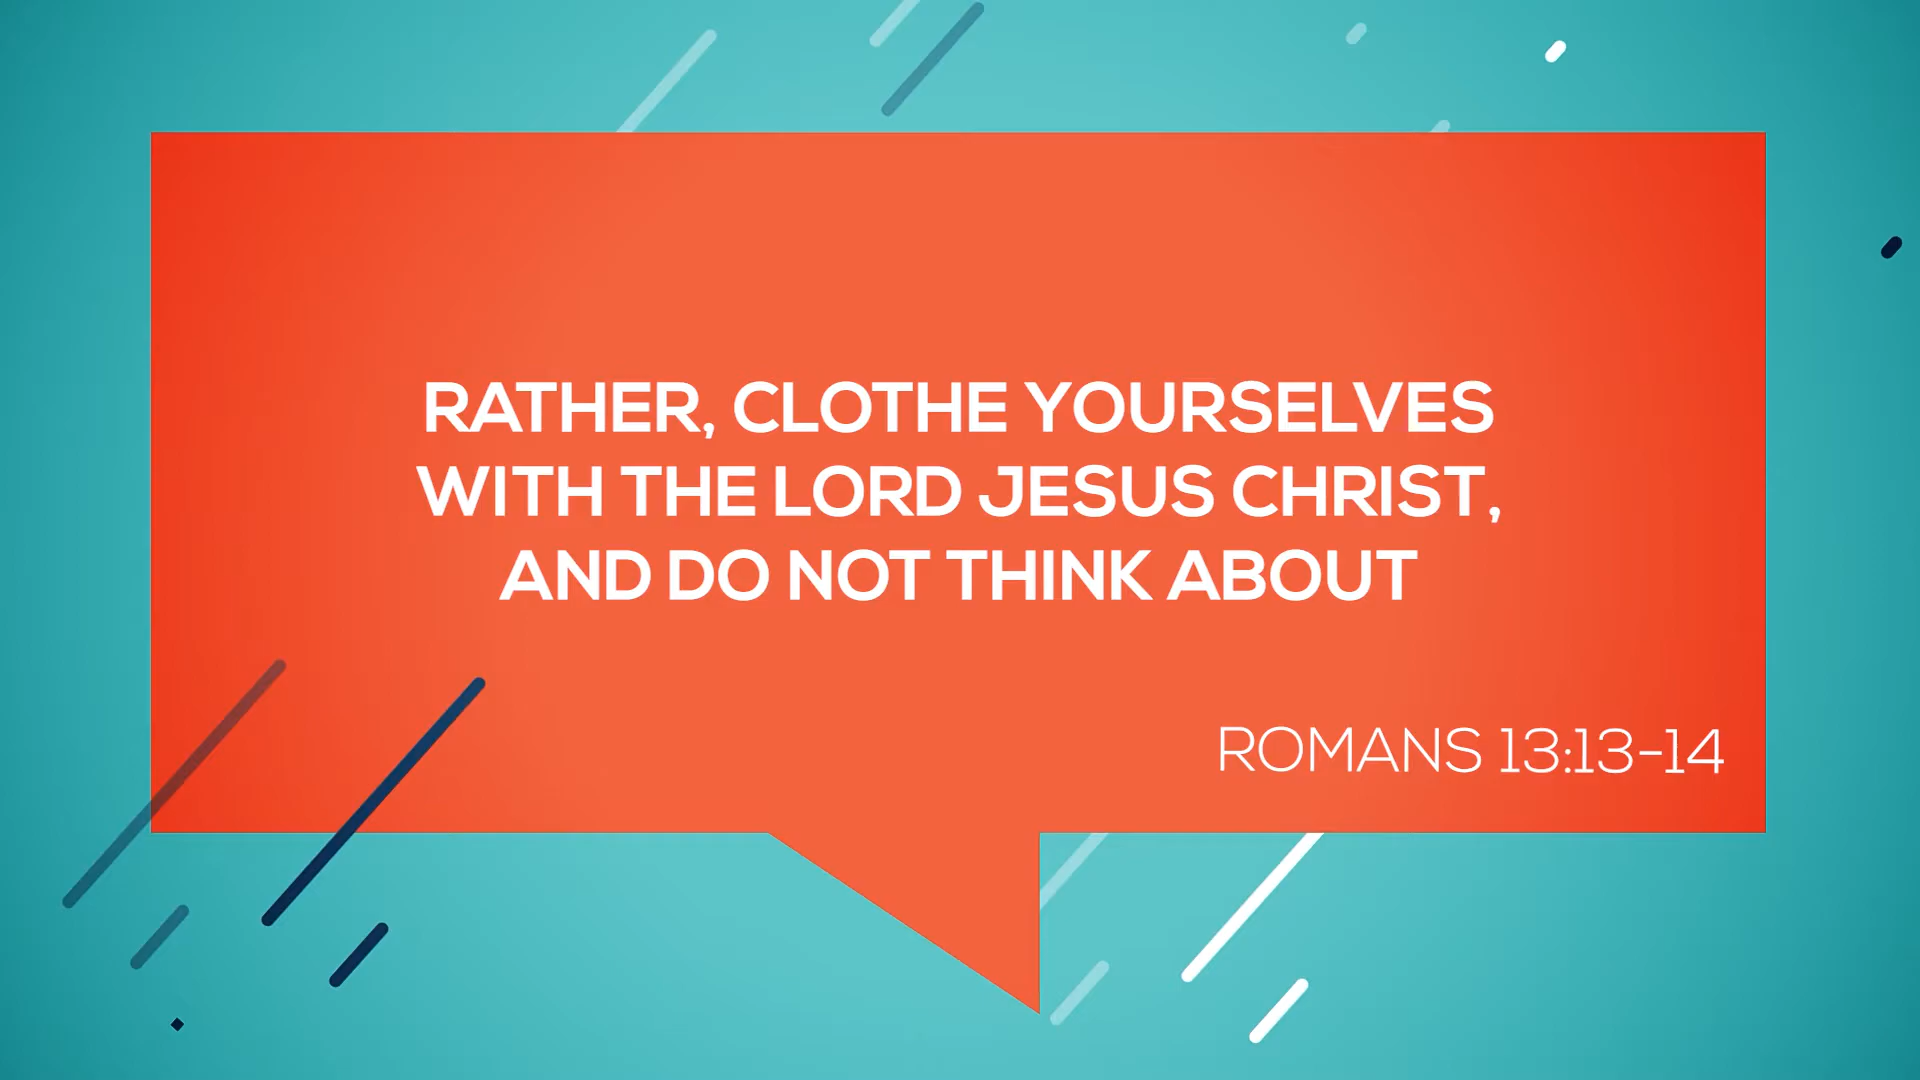 RATHER, CLOTHE YOURSELVES
WITH THE LORD JESUS CHRIST,
AND DO NOT THINK ABOUT
ROMANS 13:13-14